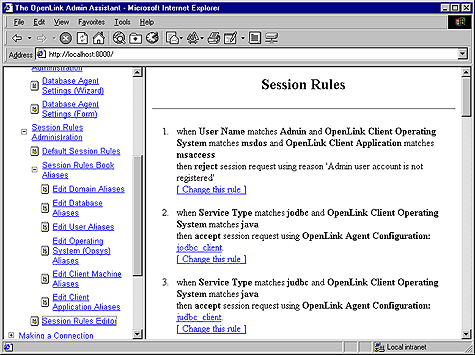 The OpenLink Admin Assistant - Microsoft Internet Explorer
File Edit View Favorites Tools Help
Address http://localhost:8000/
Administration
Database Agent
Settings (Wizard)
Database Agent
Settings (Form)
Session Rules
Administration
Default Session Rules
Session Rules Book
Aliases
Edit Domain Aliases
Edit Database
Aliases
Edit User Aliases
Edit Operating
System (Opsys)
Aliases
Edit Client Machine
Aliases
Edit Client
Application Aliases
Session Rules Editor
Making a Connection
Session Rules
1. when User Name matches Admin and OpenLink Client Operating
System matches msdos and OpenLink Client Application matches
msaccess
then reject session request using reason 'Admin user account is not
registered'
[ Change this rule ]
2. when Service Type matches jodbc and OpenLink Client Operating
System matches java
then accept session request using OpenLink Agent Configuration:
jodbc_client.
[ Change this rule ]
3. when Service Type matches judbc and OpenLink Client Operating
System matches java
then accept session request using OpenLink Agent Configuration:
judbc_client.
[ Change this rule ]
Local intranet